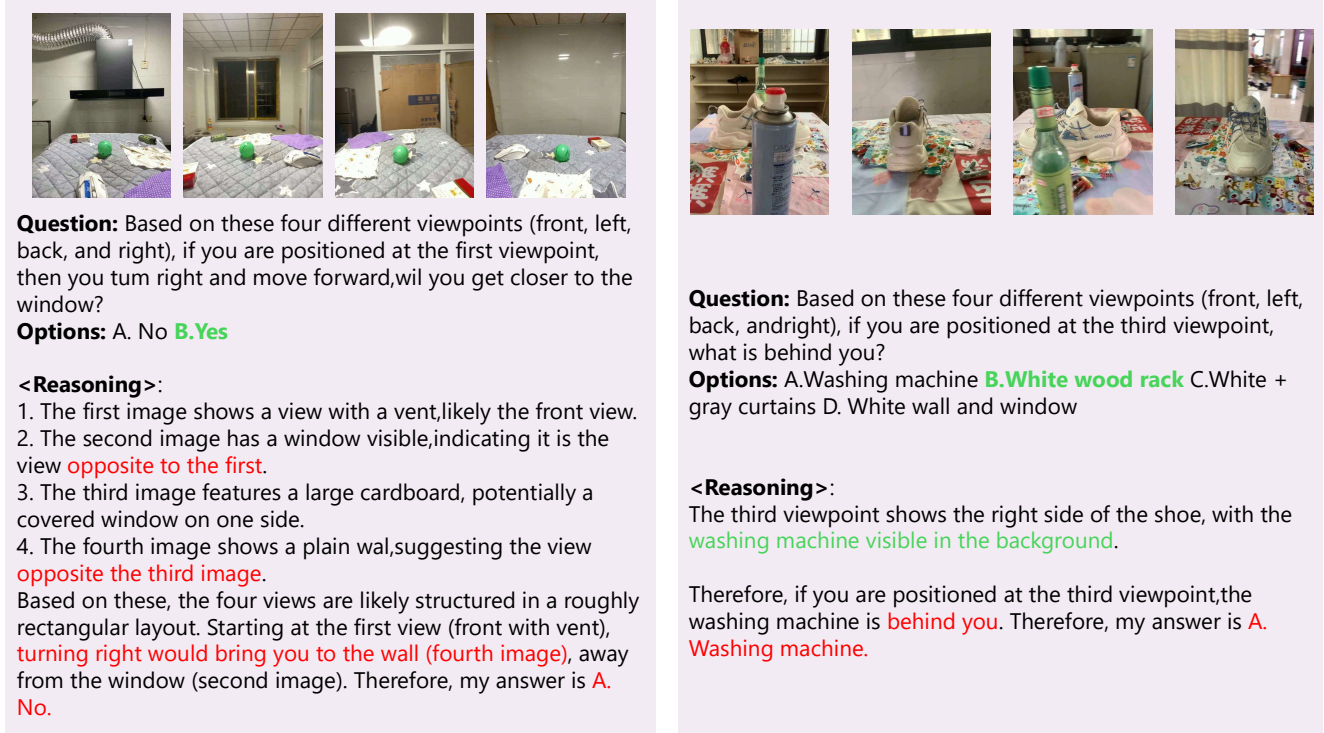 Question: Based on these four different viewpoints (front, left,
back, and right), if you are positioned at the first viewpoint,
then you tum right and move forward,wil you get closer to the
window?
Options: A. No B.Yes
<Reasoning>:
1. The first image shows a view with a vent,likely the front view.
2. The second image has a window visible,indicating it is the
view opposite to the first.
3. The third image features a large cardboard, potentially a
covered window on one side.
4. The fourth image shows a plain wal,suggesting the view
opposite the third image.
Based on these, the four views are likely structured in a roughly
rectangular layout. Starting at the first view (front with vent),
turning right would bring you to the wall (fourth image), away
from the window (second image). Therefore, my answer is A.
No.
Question: Based on these four different viewpoints (front, left,
back, andright), if you are positioned at the third viewpoint,
what is behind you?
Options: A.Washing machine B.White wood rack C.White +
gray curtains D. White wall and window
<Reasoning>:
The third viewpoint shows the right side of the shoe, with the
washing machine visible in the background.
Therefore, if you are positioned at the third viewpoint,the
washing machine is behind you. Therefore, my answer is A.
Washing machine.